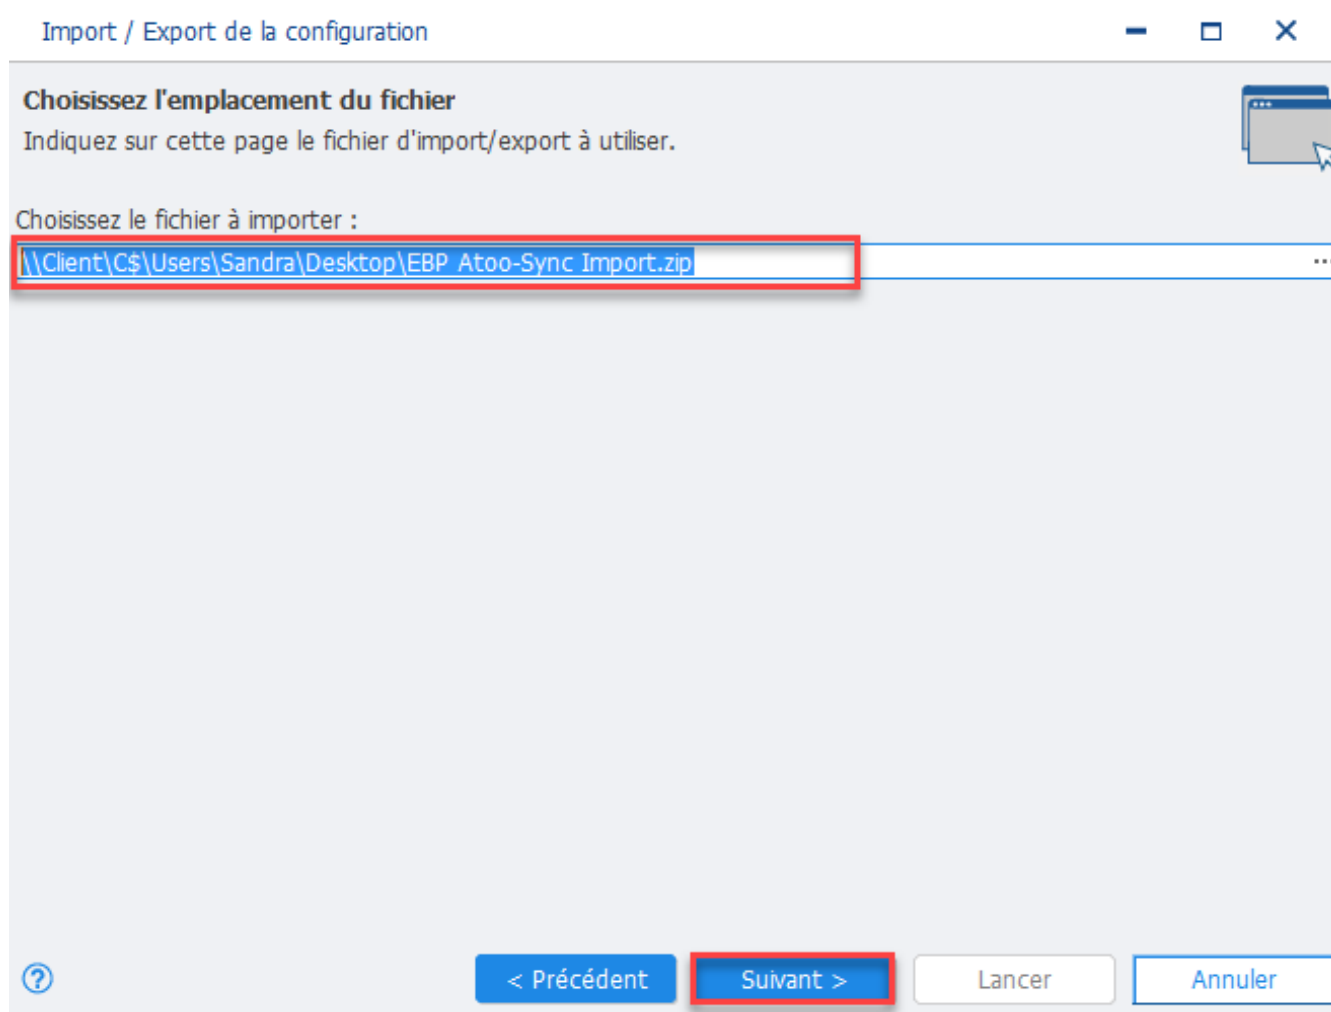 Import / Export de la configuration
Choisissez l'emplacement du fichier
Indiquez sur cette page le fichier d'import/export à utiliser.
Choisissez le fichier à importer :
\\Client\C$\Users\Sandra\Desktop\EBP Atoo-Sync Import.zip
...
?
< Précédent
Suivant >
Lancer
Annuler